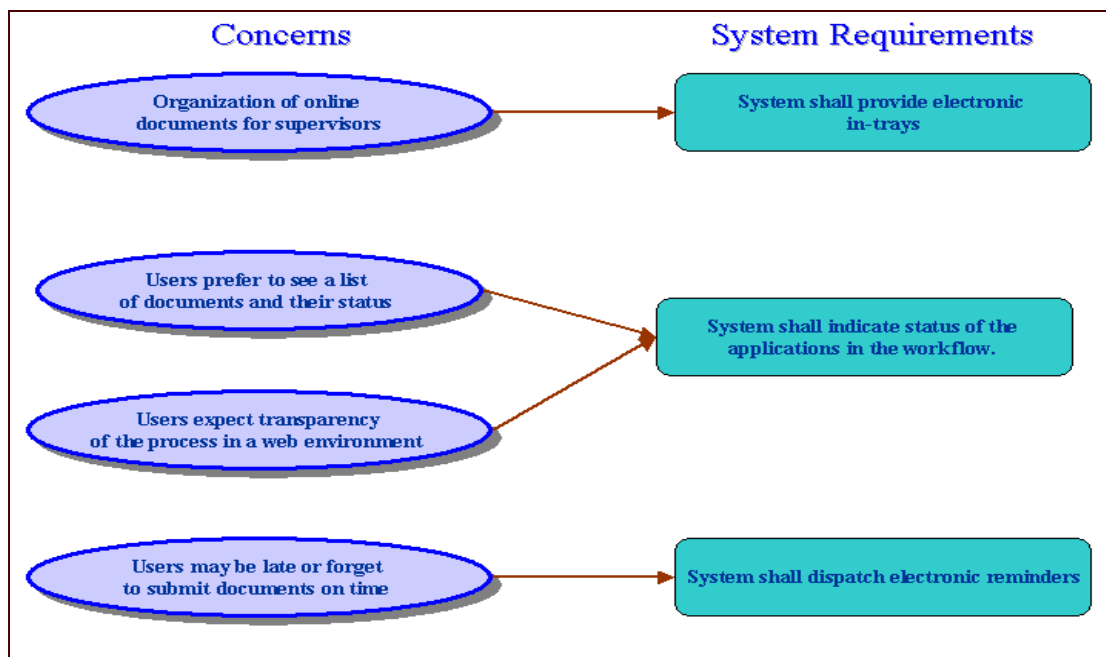 Concerns
System Requirements
Organization of online
documents for supervisors
System shall provide electronic
in-trays
Users prefer to see a list
of documents and their status
System shall indicate status of the
applications in the workflow.
Users expect transparency
of the process in a web environment
Users may be late or forget
to submit documents on time
System shall dispatch electronic reminders